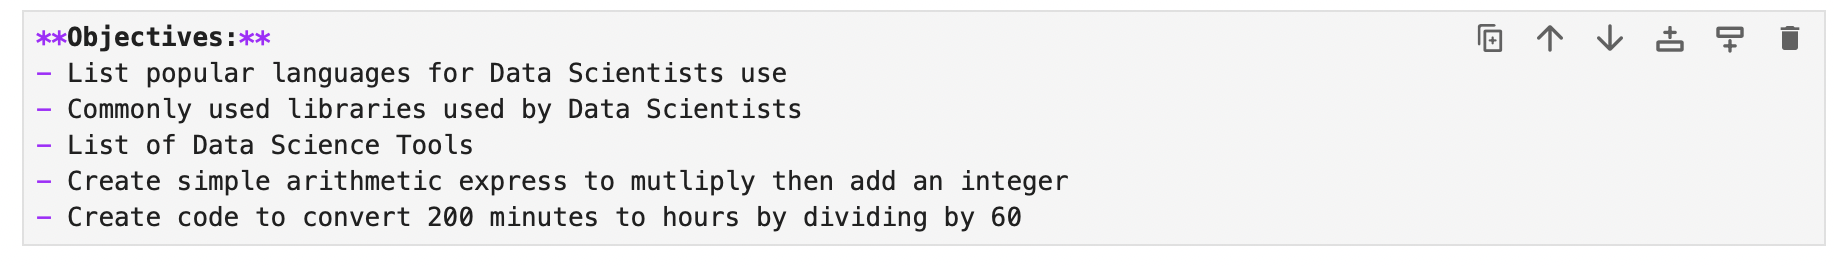 **Objectives:**
- List popular languages for Data Scientists use
- Commonly used libraries used by Data Scientists
- List of Data Science Tools
- Create simple arithmetic express to mutliply then add an integer
- Create code to convert 200 minutes to hours by dividing by 60